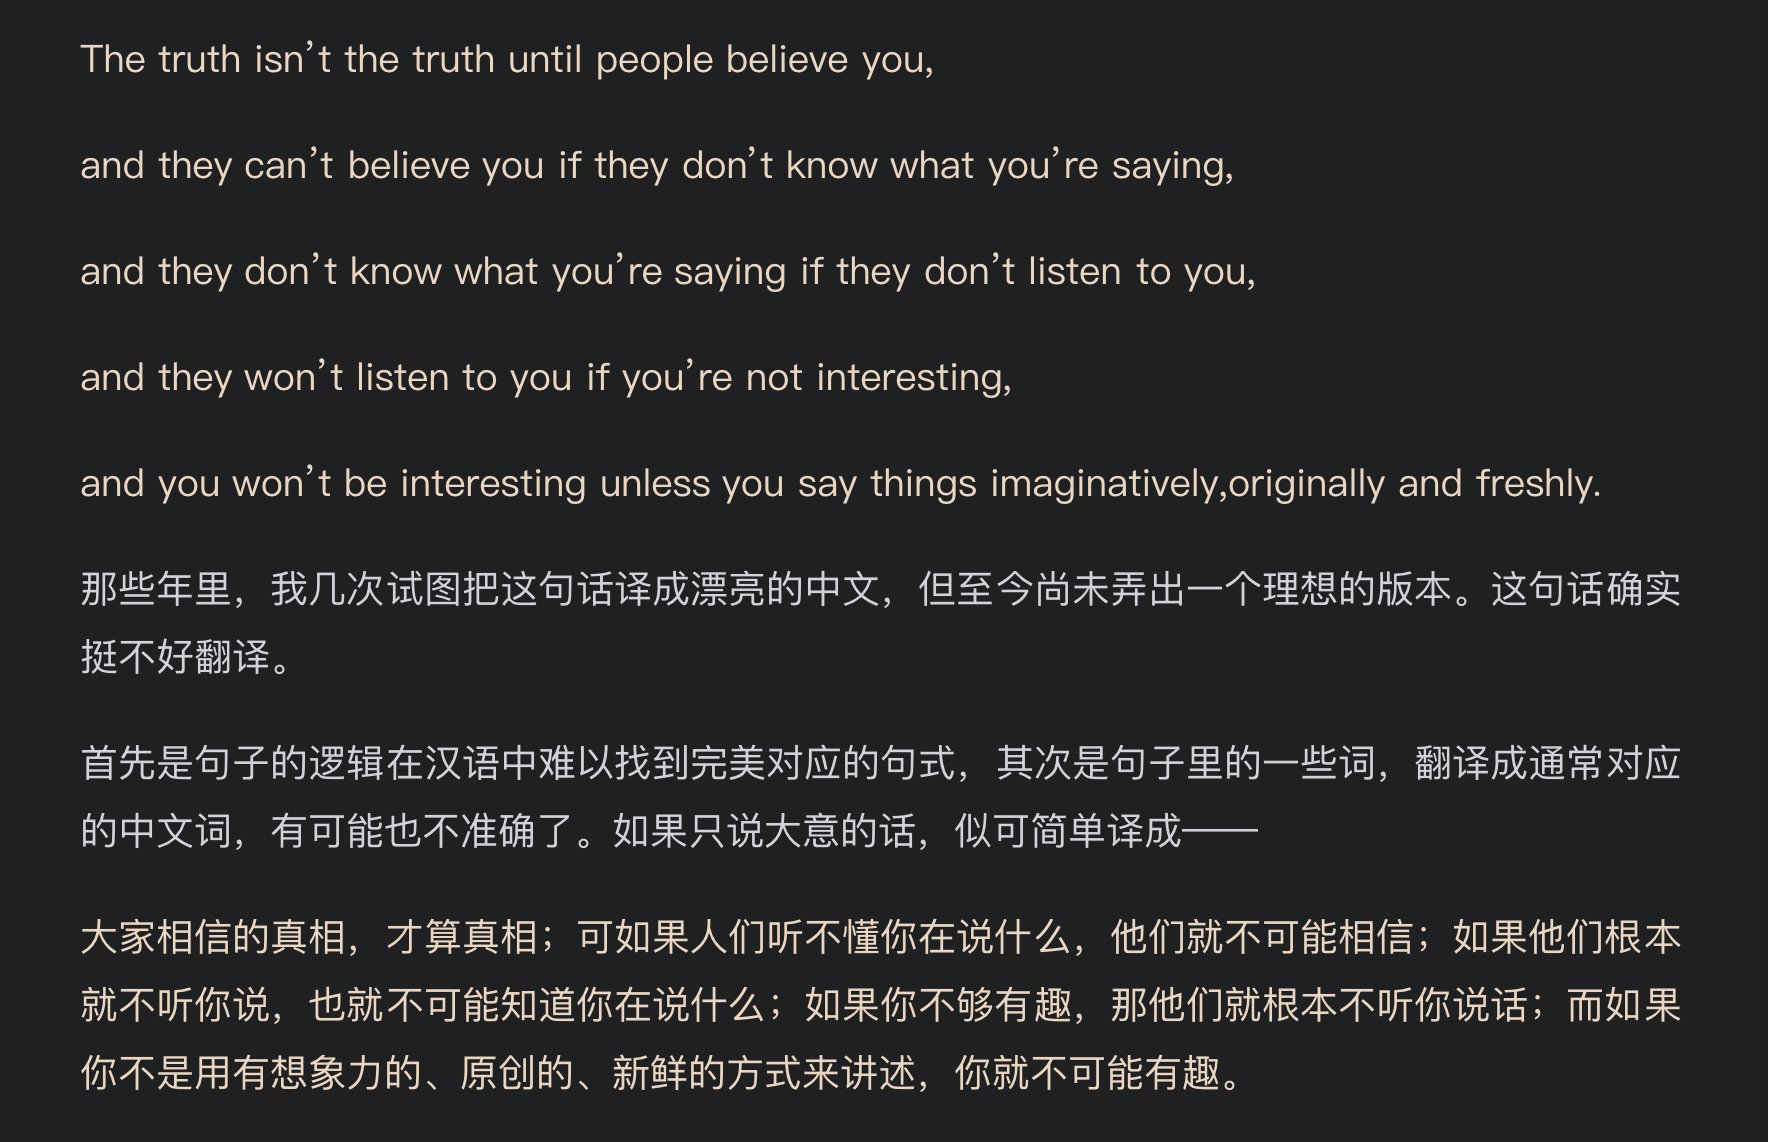 The truth isn’t the truth until people believe you,
and they can’t believe you if they don’t know what you’re saying,
and they don’t know what you’re saying if they don’t listen to you,
and they won’t listen to you if you’re not interesting,
and you won’t be interesting unless you say things imaginatively,originally and freshly.
那些年里，我几次试图把这句话译成漂亮的中文，但至今尚未弄出一个理想的版本。这句话确实
挺不好翻译。
首先是句子的逻辑在汉语中难以找到完美对应的句式，其次是句子里的一些词，翻译成通常对应
的中文词，有可能也不准确了。如果只说大意的话，似可简单译成——
大家相信的真相，才算真相；可如果人们听不懂你在说什么，他们就不可能相信；如果他们根本
就不听你说，也就不可能知道你在说什么；如果你不够有趣，那他们就根本不听你说话；而如果
你不是用有想象力的、原创的、新鲜的方式来讲述，你就不可能有趣。